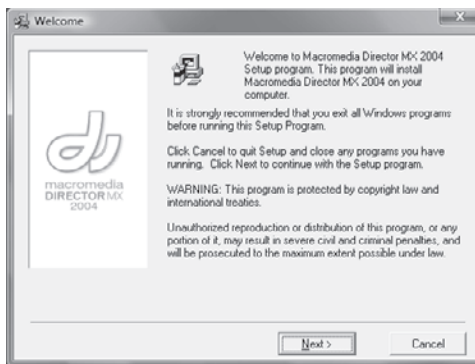 Welcome
Welcome to Macromedia Director MX 2004
Setup program. This program will install
Macromedia Director MX 2004 on your
computer.
It is strongly recommended that you exit all Windows programs
before running this Setup Program.
Click Cancel to quit Setup and close any programs you have
running. Click Next to continue with the Setup program.
WARNING: This program is protected by copyright law and
international treaties.
Unauthorized reproduction or distribution of this program, or any
portion of it, may result in severe civil and criminal penalties, and
will be prosecuted to the maximum extent possible under law.
macromedia
DIRECTOR MX
2004
Next >
Cancel